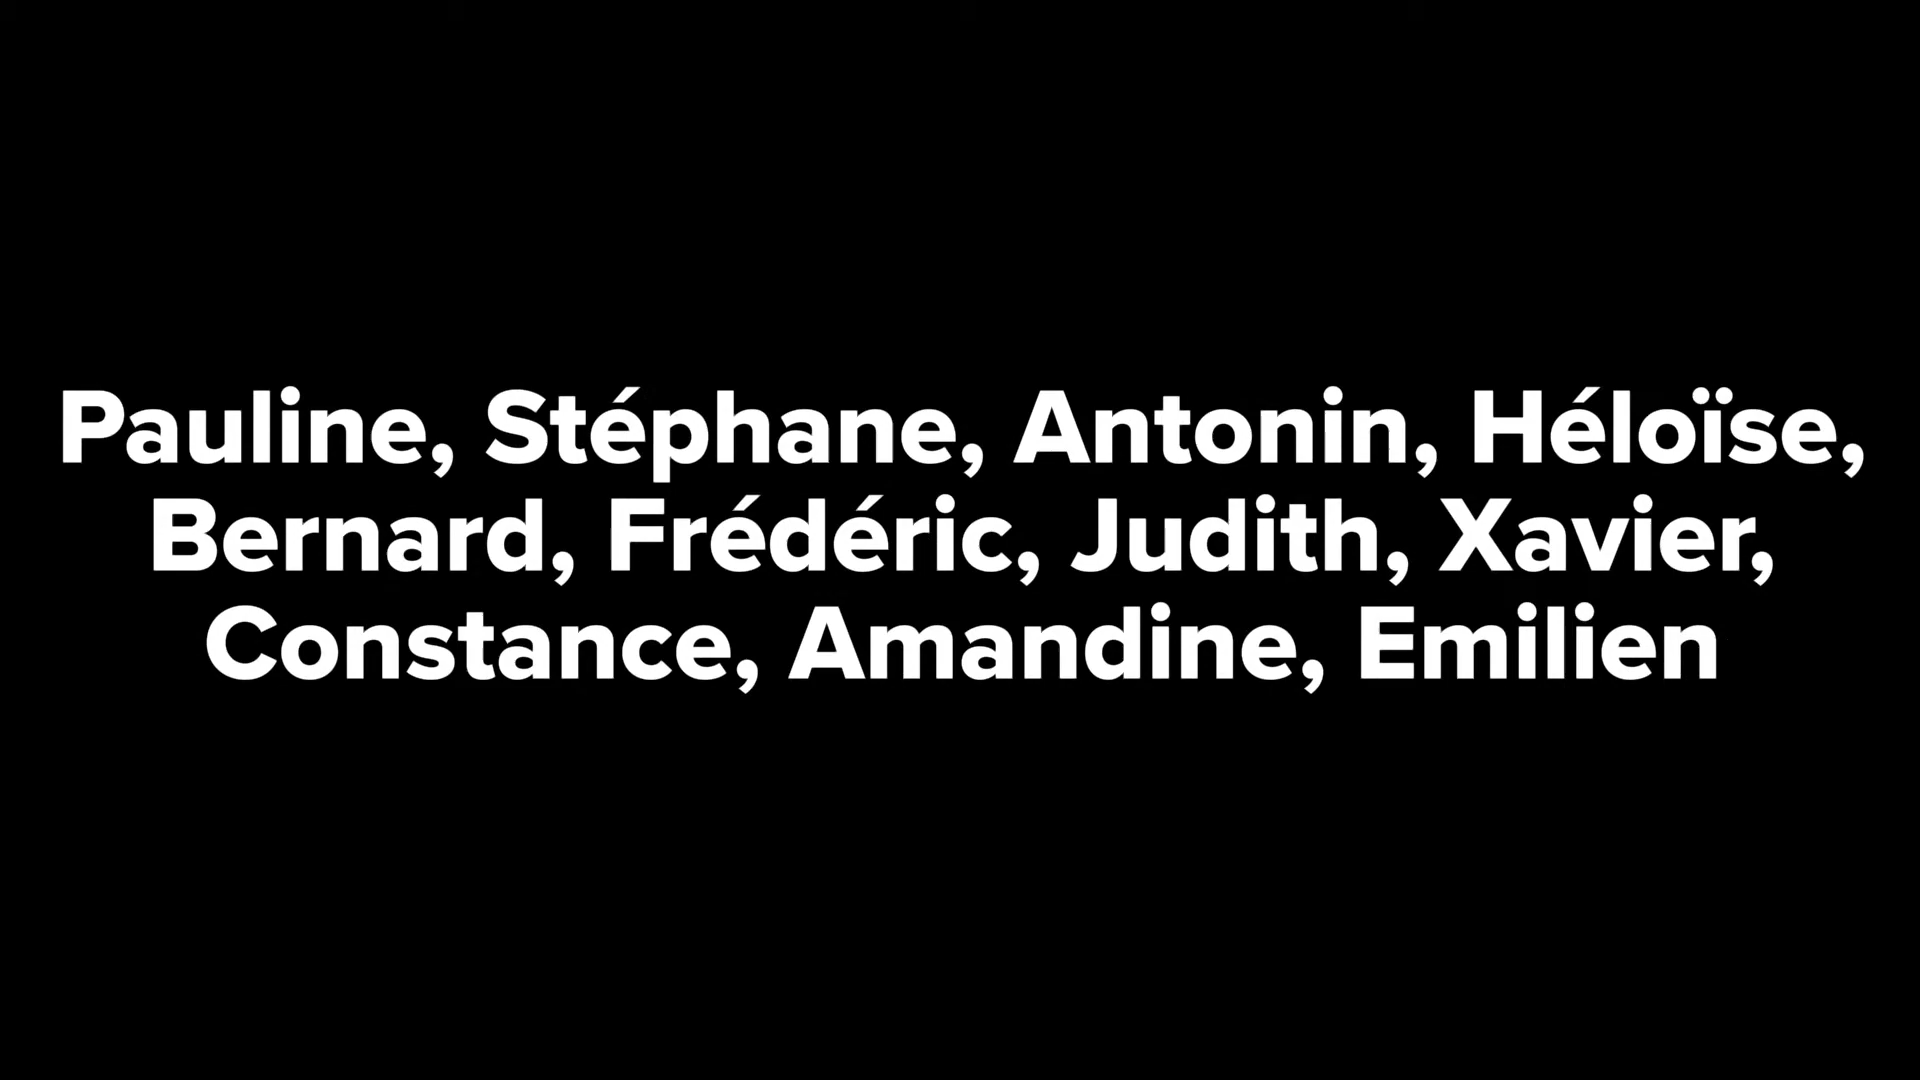 Pauline, Stéphane, Antonin, Héloïse,
Bernard, Frédéric, Judith, Xavier,
Constance, Amandine, Emilien